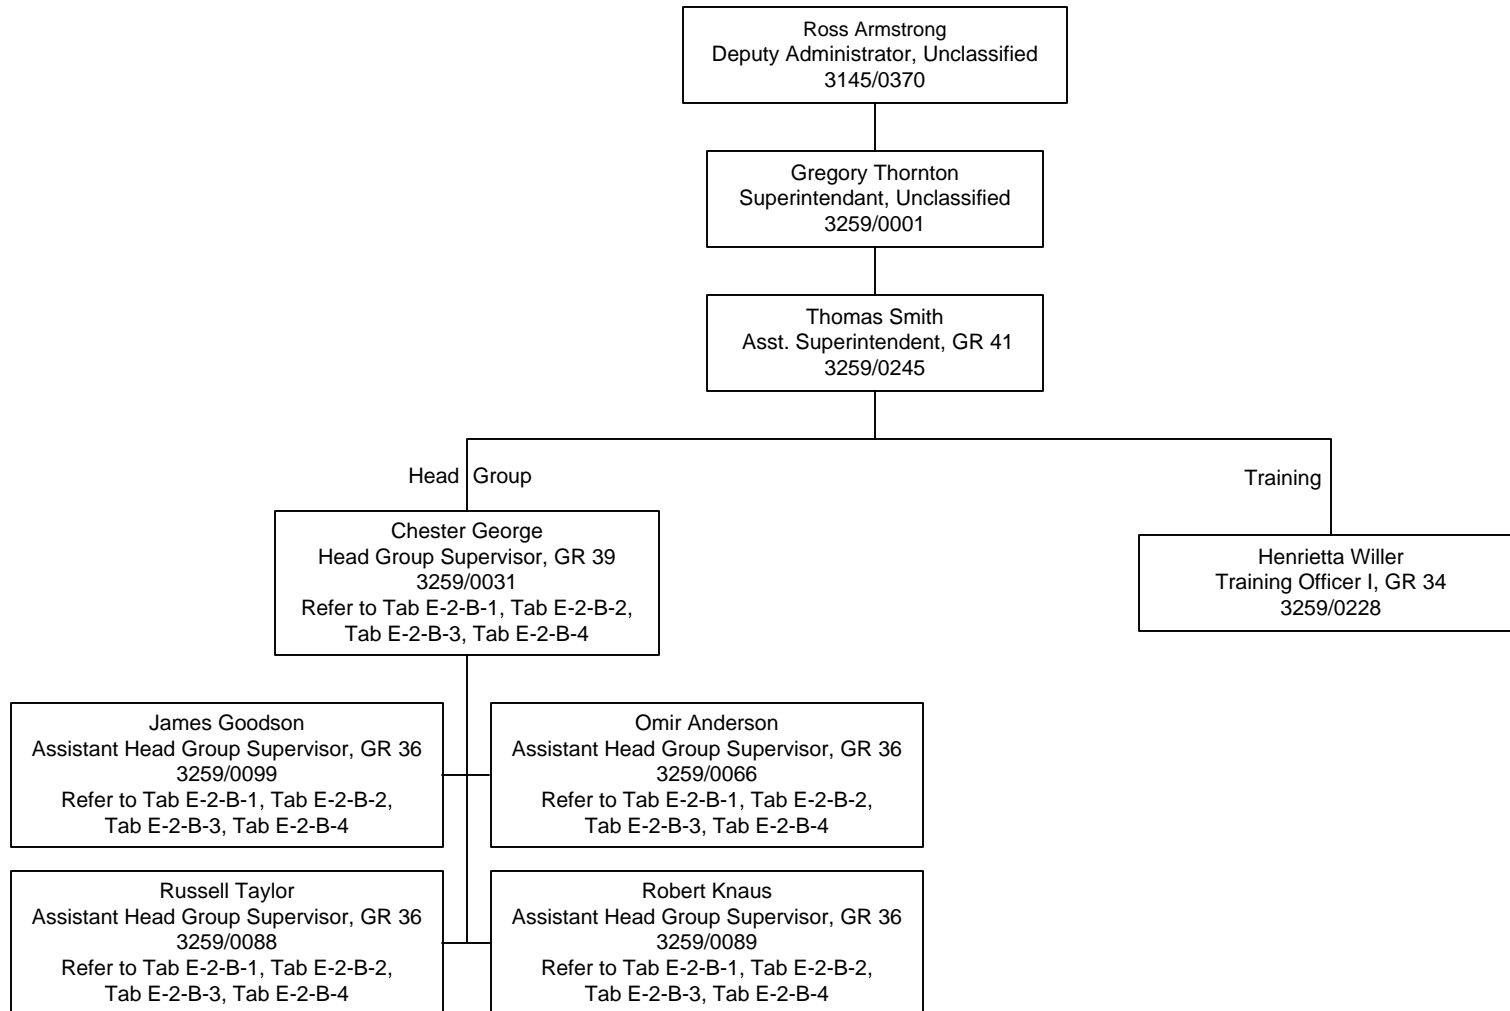 Ross Armstrong
Deputy Administrator, Unclassified
3145/0370
Gregory Thornton
Superintendant, Unclassified
3259/0001
Thomas Smith
Asst. Superintendent, GR 41
3259/0245
Head Group
Training
Chester George
Head Group Supervisor, GR 39
3259/0031
Refer to Tab E-2-B-1, Tab E-2-B-2,
Tab E-2-B-3, Tab E-2-B-4
Henrietta Willer
Training Officer I, GR 34
3259/0228
James Goodson
Assistant Head Group Supervisor, GR 36
3259/0099
Refer to Tab E-2-B-1, Tab E-2-B-2,
Tab E-2-B-3, Tab E-2-B-4
Omir Anderson
Assistant Head Group Supervisor, GR 36
3259/0066
Refer to Tab E-2-B-1, Tab E-2-B-2,
Tab E-2-B-3, Tab E-2-B-4
Russell Taylor
Assistant Head Group Supervisor, GR 36
3259/0088
Refer to Tab E-2-B-1, Tab E-2-B-2,
Tab E-2-B-3, Tab E-2-B-4
Robert Knaus
Assistant Head Group Supervisor, GR 36
3259/0089
Refer to Tab E-2-B-1, Tab E-2-B-2,
Tab E-2-B-3, Tab E-2-B-4